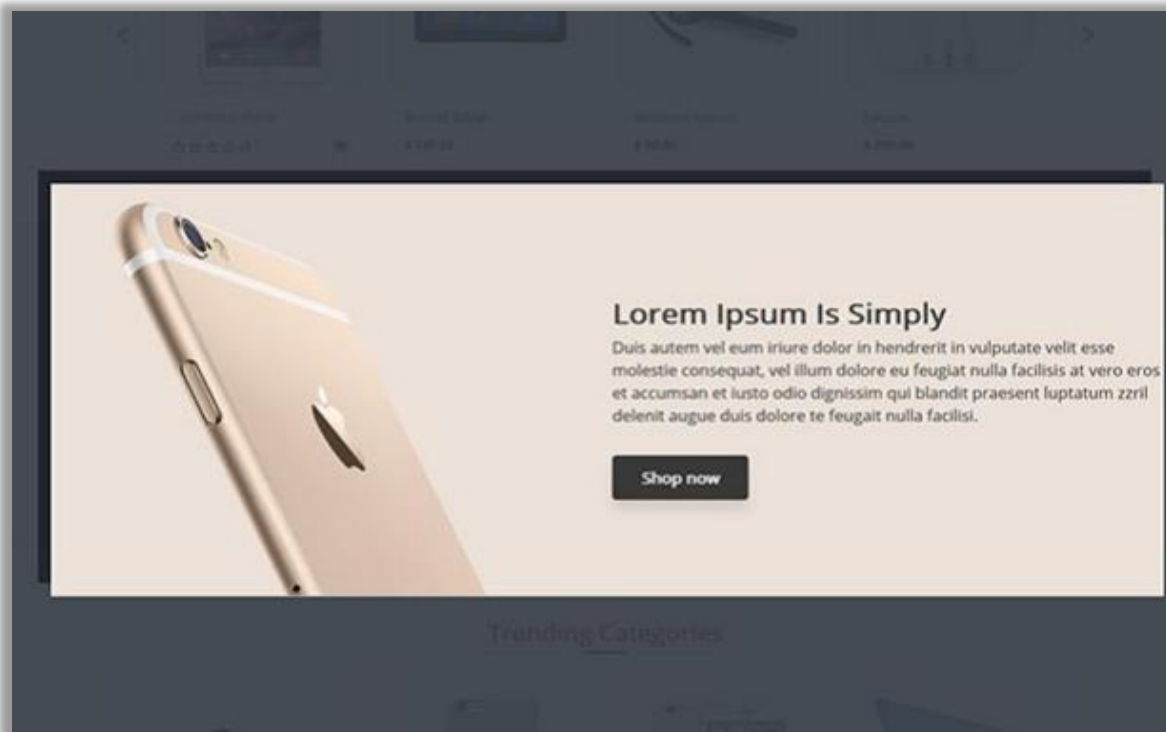 Lorem Ipsum Is Simply
Duis autem vel eum iriure dolor in hendrerit in vulputate velit esse
molestie consequat, vel illum dolore eu feugiat nulla facilisis at vero eros
et accumsan et iusto odio dignissim qui blandit praesent luptatum zzril
delenit augue duis dolore te feugait nulla facilisi.
Shop now
Trending Categories